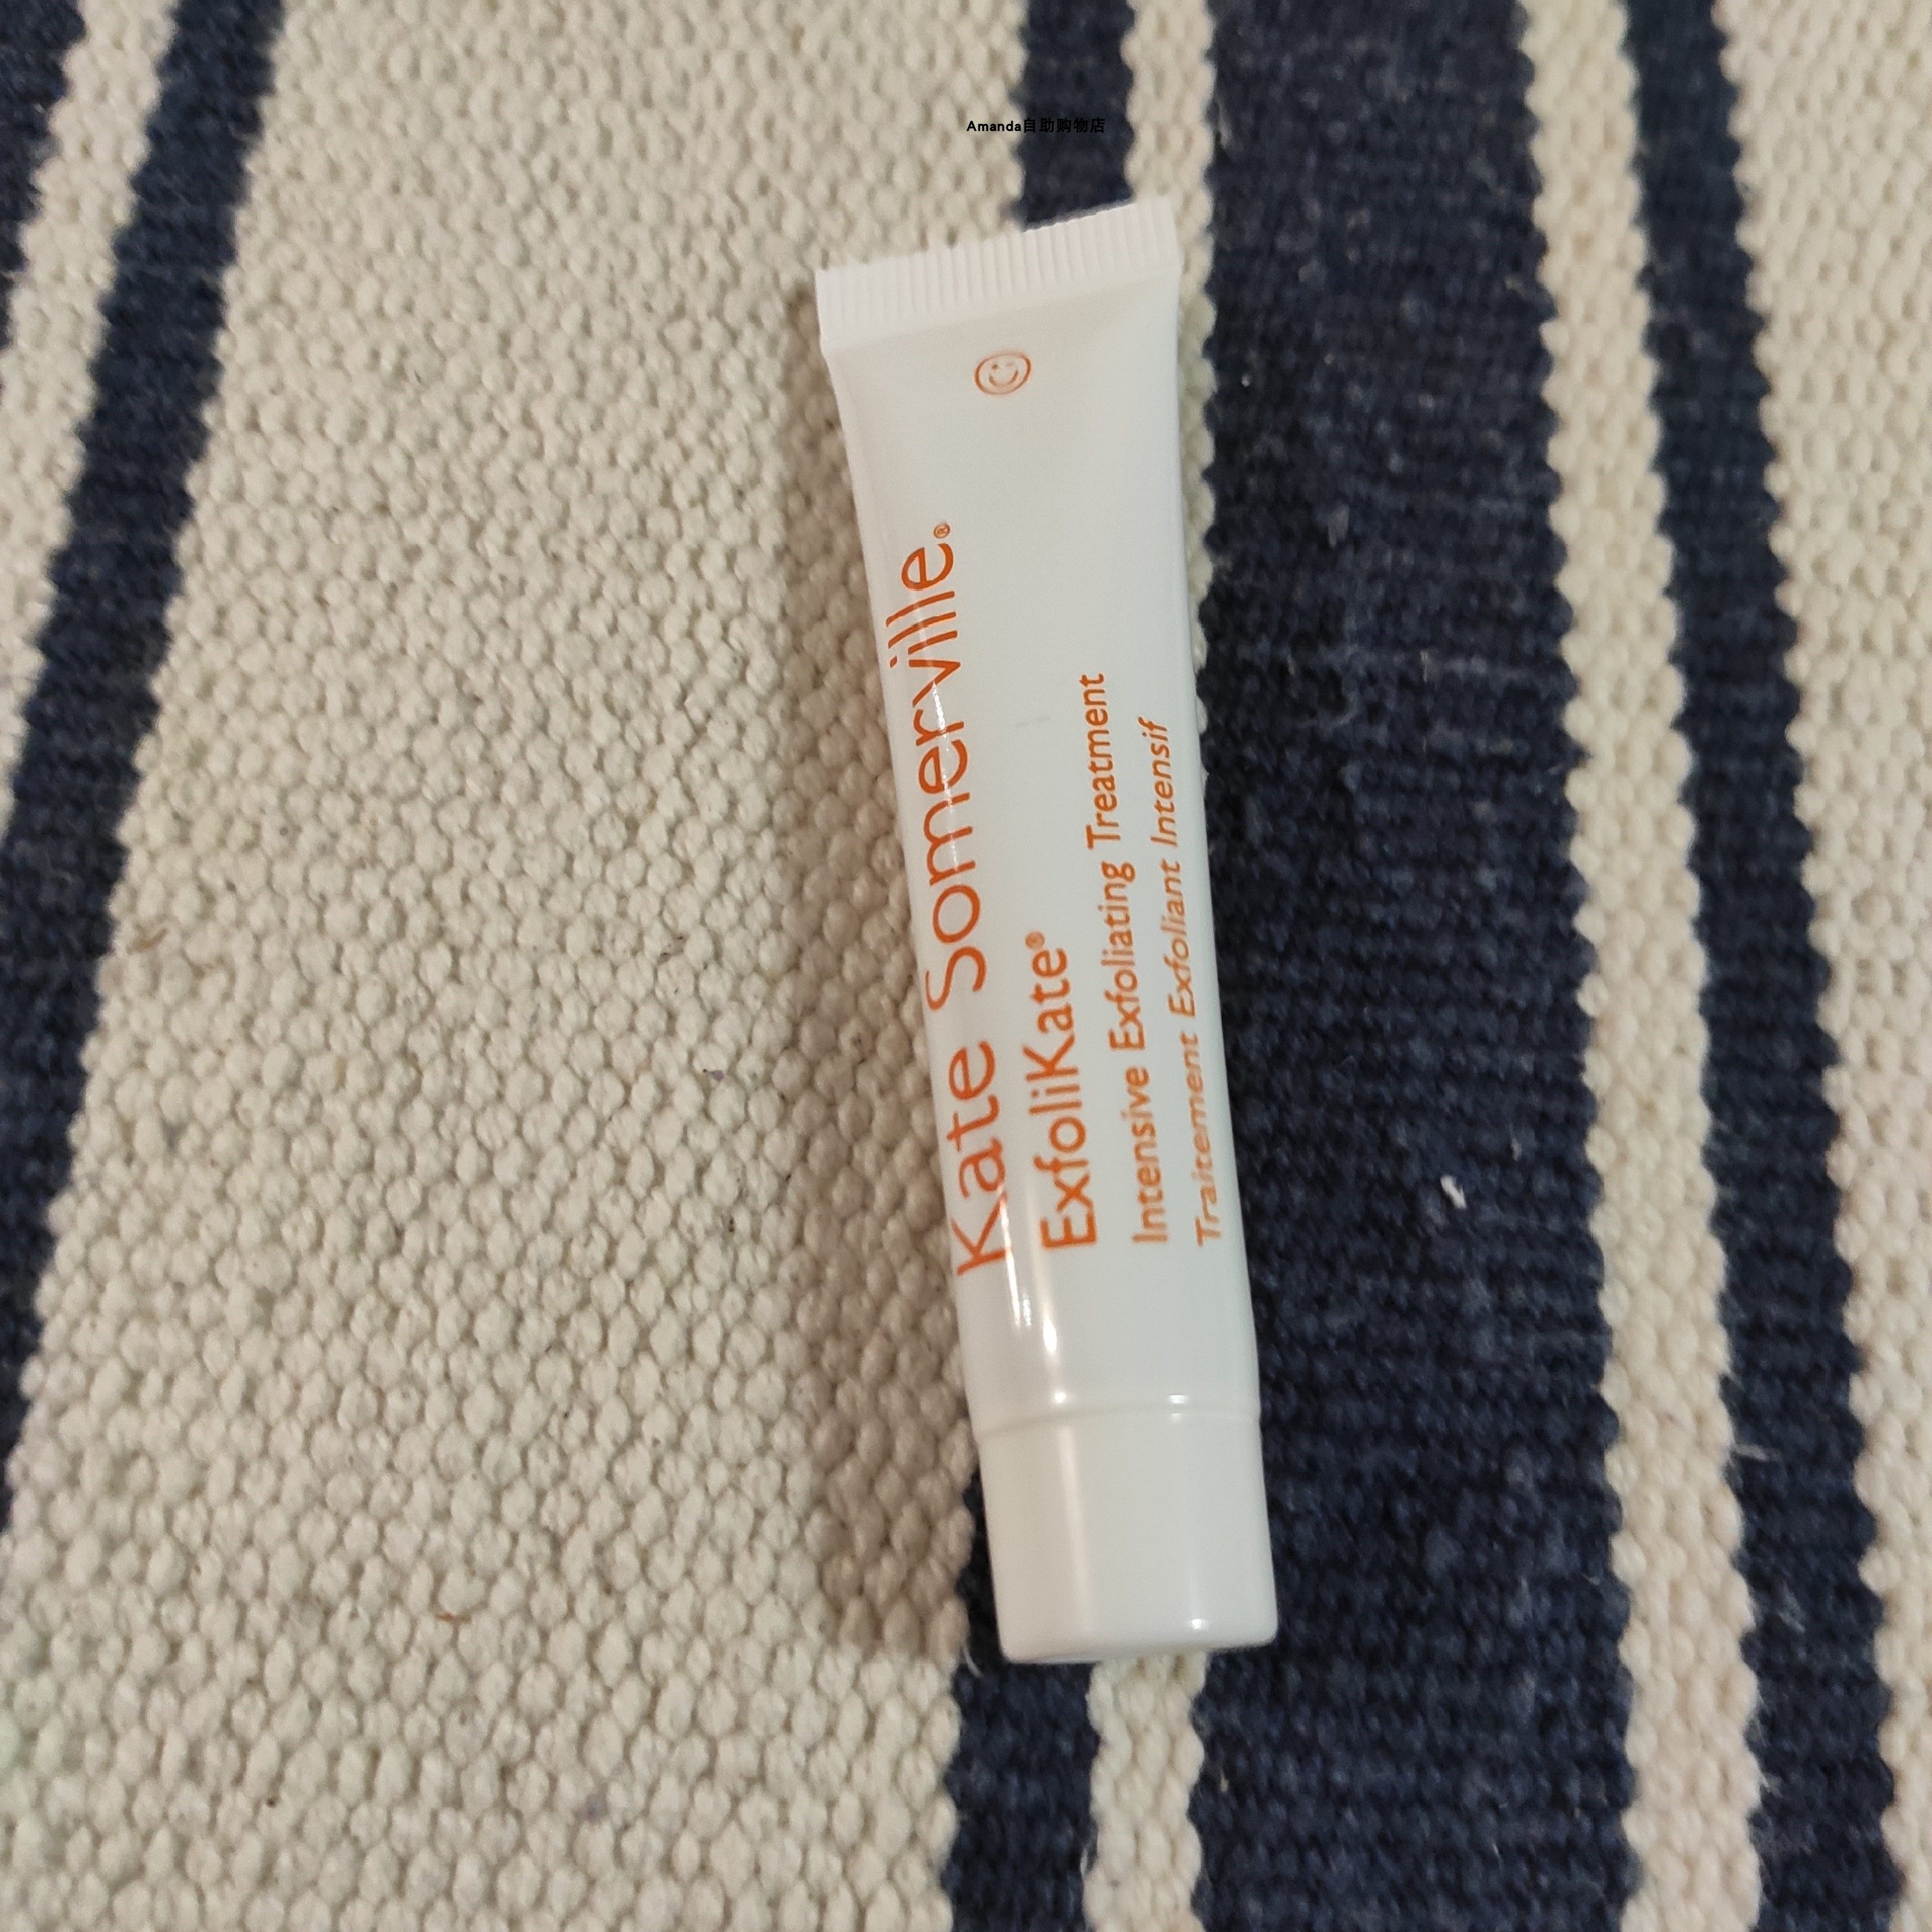 Amanda自助购物店
Kate Somerville®
ExfoliKate®
Intensive Exfoliating Treatment
Traitement Exfoliant Intensif